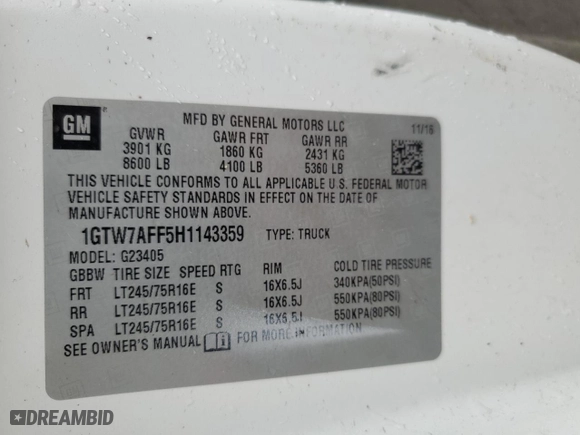 GM
MFD BY GENERAL MOTORS LLC 11/16
GVWR GAWR FRT GAWR RR
3901 KG 1860 KG 2431 KG
8600 LB 4100 LB 5360 LB
THIS VEHICLE CONFORMS TO ALL APPLICABLE U.S. FEDERAL MOTOR
VEHICLE SAFETY STANDARDS IN EFFECT ON THE DATE OF
MANUFACTURE SHOWN ABOVE.
1GTW7AFF5H1143359 TYPE: TRUCK
MODEL: G23405
GBBW TIRE SIZE SPEED RTG RIM COLD TIRE PRESSURE
FRT LT245/75R16E S 16X6.5J 340KPA(50PSI)
RR LT245/75R16E S 16X6.5J 550KPA(80PSI)
SPA LT245/75R16E S 16X6.5J 550KPA(80PSI)
SEE OWNER'S MANUAL FOR MORE INFORMATION.
DREAMBID